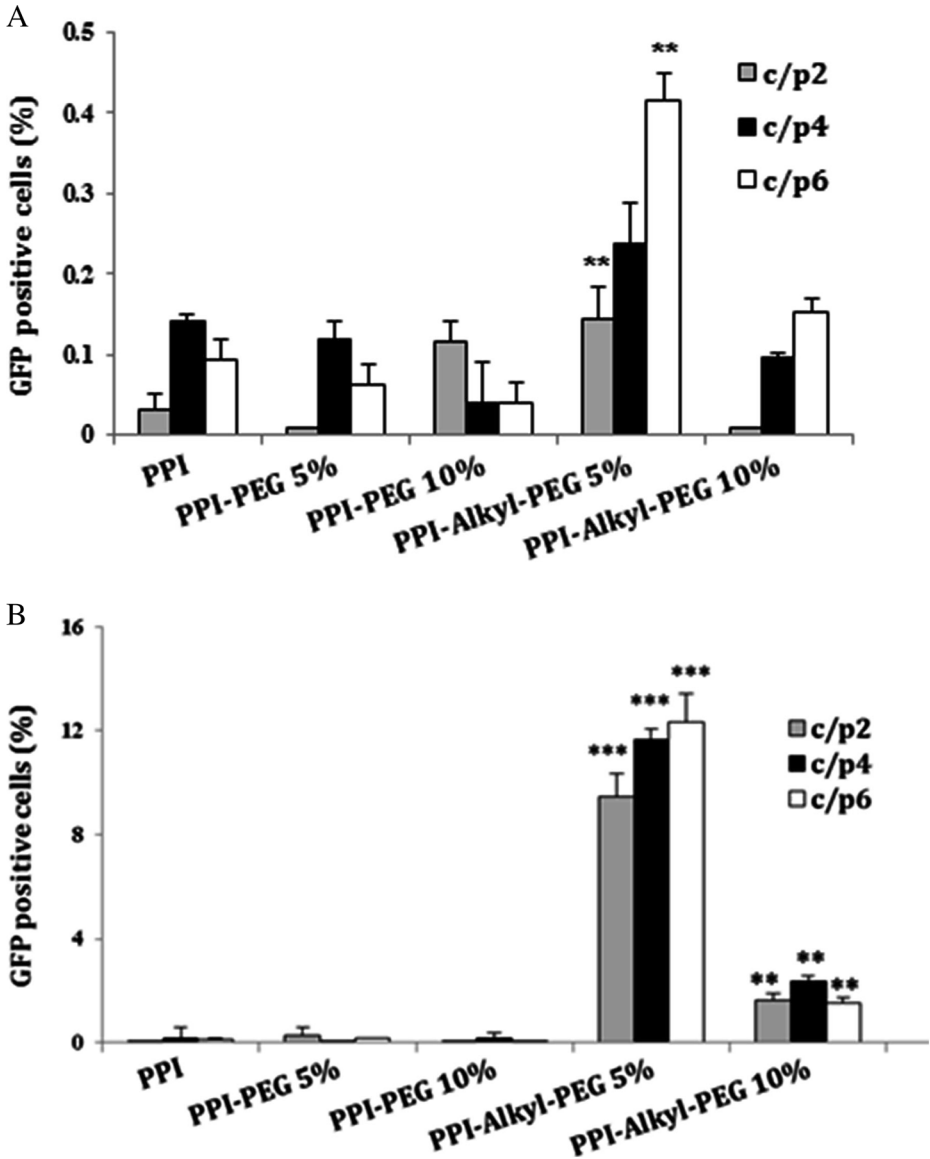 A
GFP positive cells (%)
0.5
0.4
0.3
0.2
0.1
0
c/p2
c/p4
c/p6
**
**
PPI
PPI-PEG 5%
PPI-PEG 10%
PPI-Alkyl-PEG 5%
PPI-Alkyl-PEG 10%
B
GFP positive cells (%)
16
12
8
4
0
c/p2
c/p4
c/p6
***
***
***
**
**
**
PPI
PPI-PEG 5%
PPI-PEG 10%
PPI-Alkyl-PEG 5%
PPI-Alkyl-PEG 10%